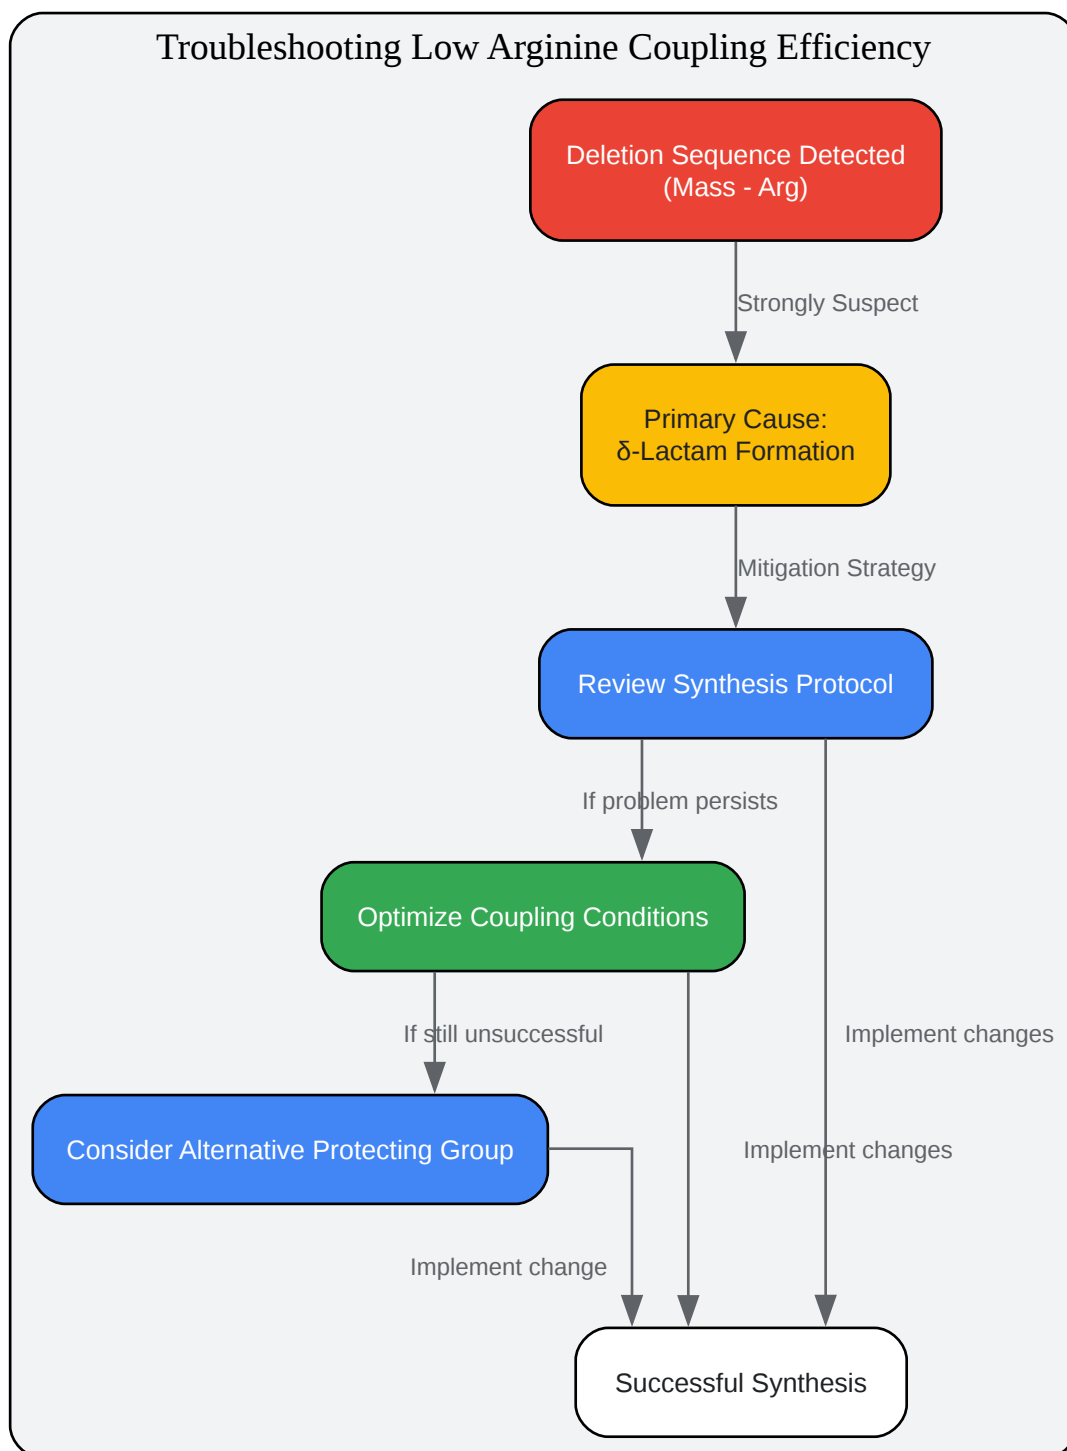 Troubleshooting Low Arginine Coupling Efficiency
Deletion Sequence Detected
(Mass - Arg)
Strongly Suspect
Primary Cause:
δ-Lactam Formation
Mitigation Strategy
Review Synthesis Protocol
If problem persists
Optimize Coupling Conditions
If still unsuccessful
Implement changes
Consider Alternative Protecting Group
Implement changes
Implement change
Successful Synthesis